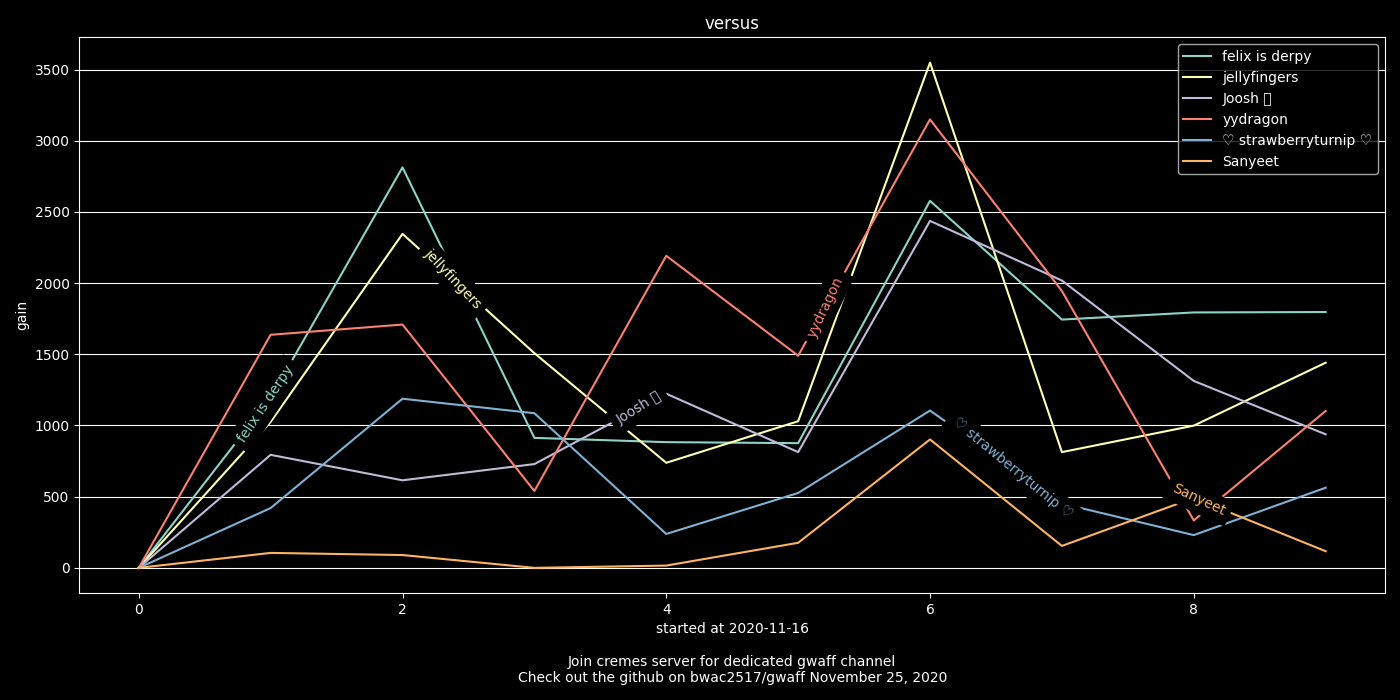 versus
felix is derpy
jellyfingers
Joosh
yydragon
♡ strawberryturnip ♡
Sanyeet
3500
3000
2500
2000
1500
1000
500
0
gain
felix is derpy
jellyfingers
Joosh
yydragon
♡ strawberryturnip ♡
Sanyeet
0 2 4 6 8
started at 2020-11-16
Join cremes server for dedicated gwaff channel
Check out the github on bwac2517/gwaff November 25, 2020